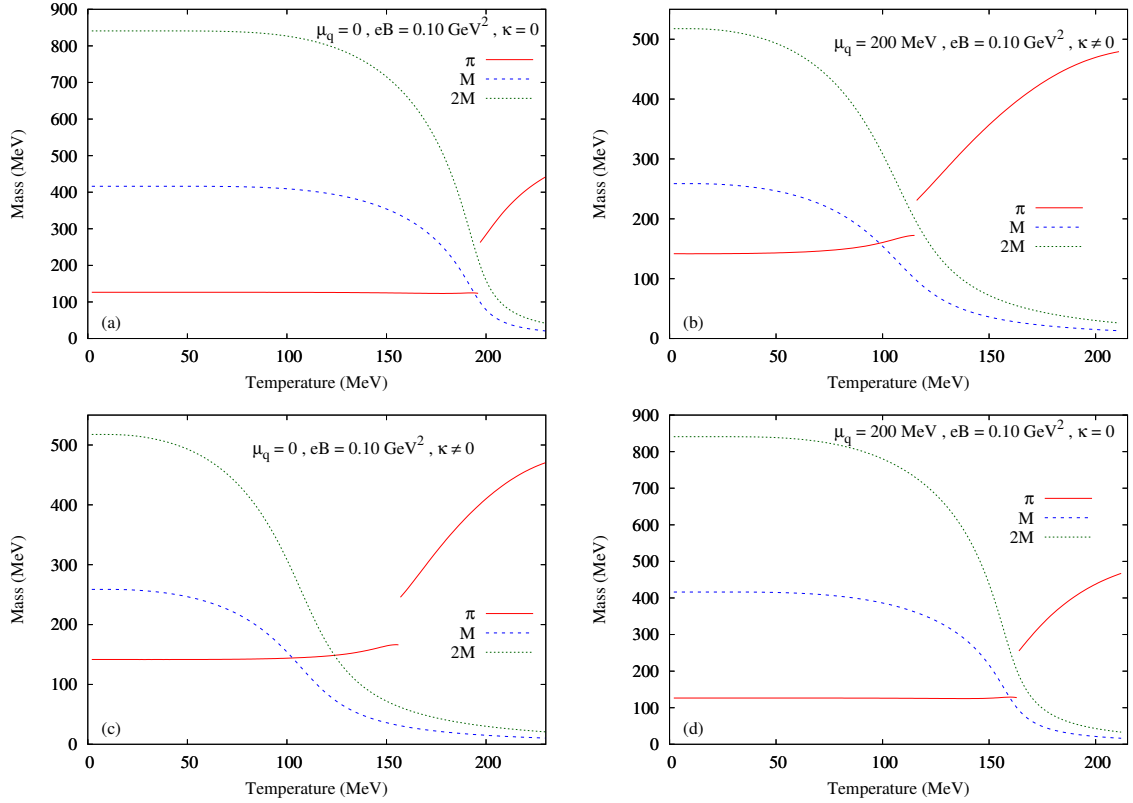 μq = 0 , eB = 0.10 GeV² , κ = 0
π
M
2M
Mass (MeV)
900
800
700
600
500
400
300
200
100
0
(a)
0 50 100 150 200
Temperature (MeV)
μq = 200 MeV , eB = 0.10 GeV² , κ ≠ 0
π
M
2M
Mass (MeV)
500
400
300
200
100
0
(b)
0 50 100 150 200
Temperature (MeV)
μq = 0 , eB = 0.10 GeV² , κ ≠ 0
π
M
2M
Mass (MeV)
500
400
300
200
100
0
(c)
0 50 100 150 200
Temperature (MeV)
μq = 200 MeV , eB = 0.10 GeV² , κ = 0
π
M
2M
Mass (MeV)
900
800
700
600
500
400
300
200
100
0
(d)
0 50 100 150 200
Temperature (MeV)